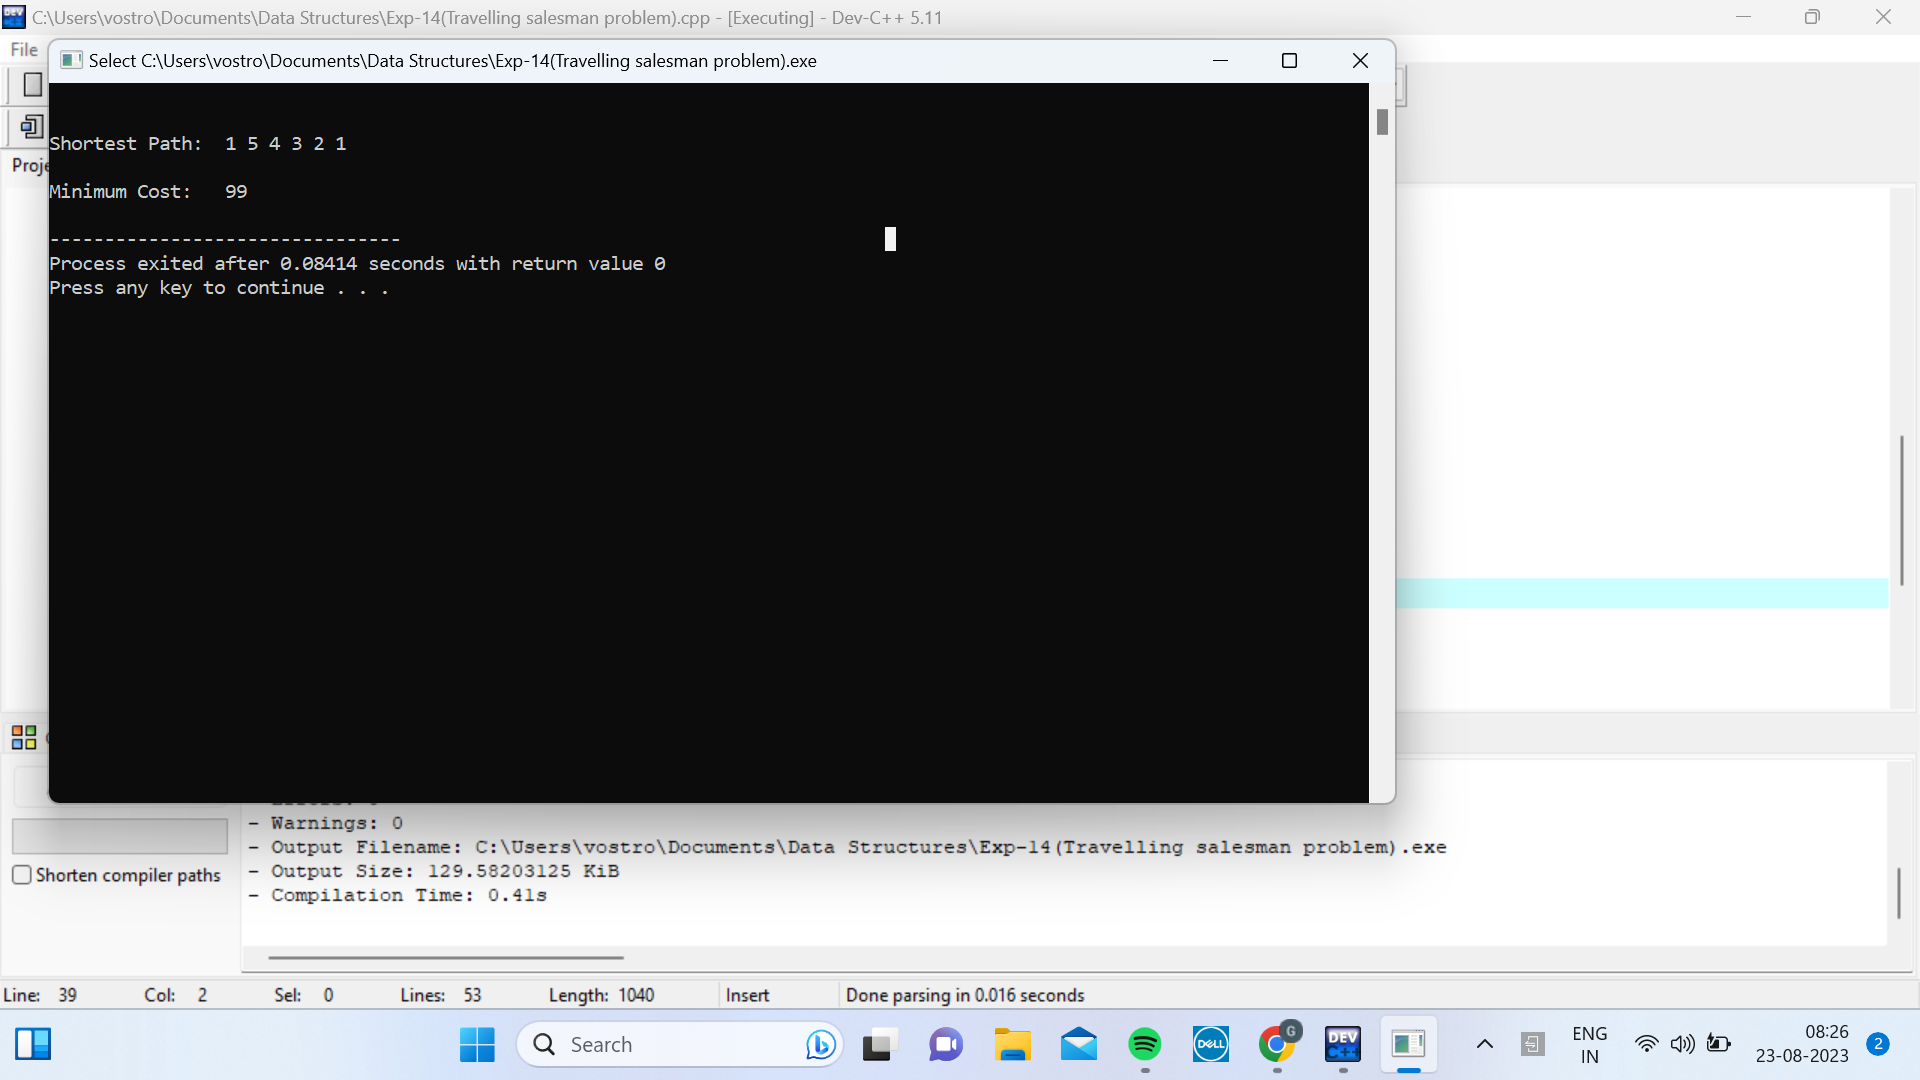 C:\Users\vostro\Documents\Data Structures\Exp-14(Travelling salesman problem).cpp - [Executing] - Dev-C++ 5.11
File
Select C:\Users\vostro\Documents\Data Structures\Exp-14(Travelling salesman problem).exe
Shortest Path:  1 5 4 3 2 1
Minimum Cost:   99
--------------------------------
Process exited after 0.08414 seconds with return value 0
Press any key to continue . . .
- Warnings: 0
- Output Filename: C:\Users\vostro\Documents\Data Structures\Exp-14(Travelling salesman problem).exe
- Output Size: 129.58203125 KiB
- Compilation Time: 0.41s
Shorten compiler paths
Line: 39 Col: 2 Sel: 0 Lines: 53 Length: 1040 Insert Done parsing in 0.016 seconds
Search
DELL
G
DEV C++
ENG
IN
08:26
23-08-2023
2